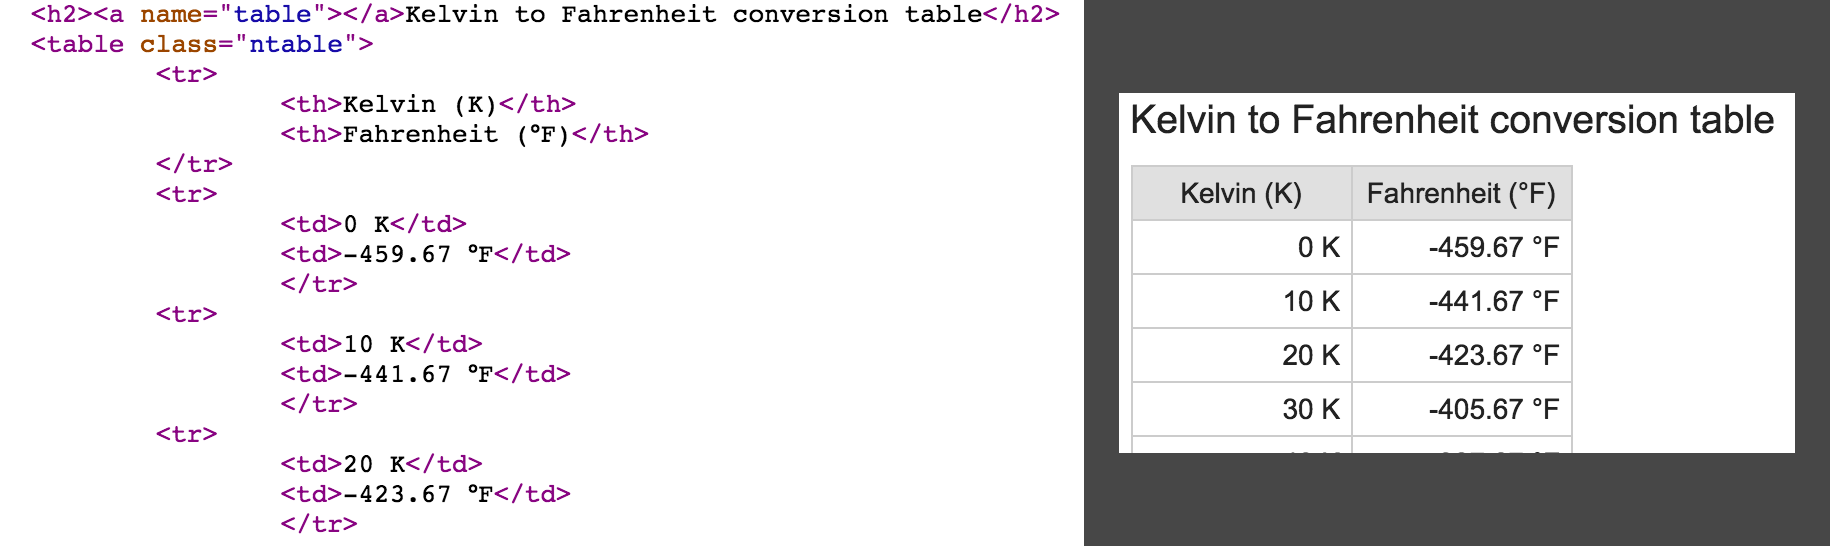 <h2><a name="table"></a>Kelvin to Fahrenheit conversion table</h2>
<table class="ntable">
<tr>
<th>Kelvin (K)</th>
<th>Fahrenheit (°F)</th>
</tr>
<tr>
<td>0 K</td>
<td>-459.67 °F</td>
</tr>
<tr>
<td>10 K</td>
<td>-441.67 °F</td>
</tr>
<tr>
<td>20 K</td>
<td>-423.67 °F</td>
</tr>
Kelvin to Fahrenheit conversion table
Kelvin (K) Fahrenheit (°F)
0 K -459.67 °F
10 K -441.67 °F
20 K -423.67 °F
30 K -405.67 °F